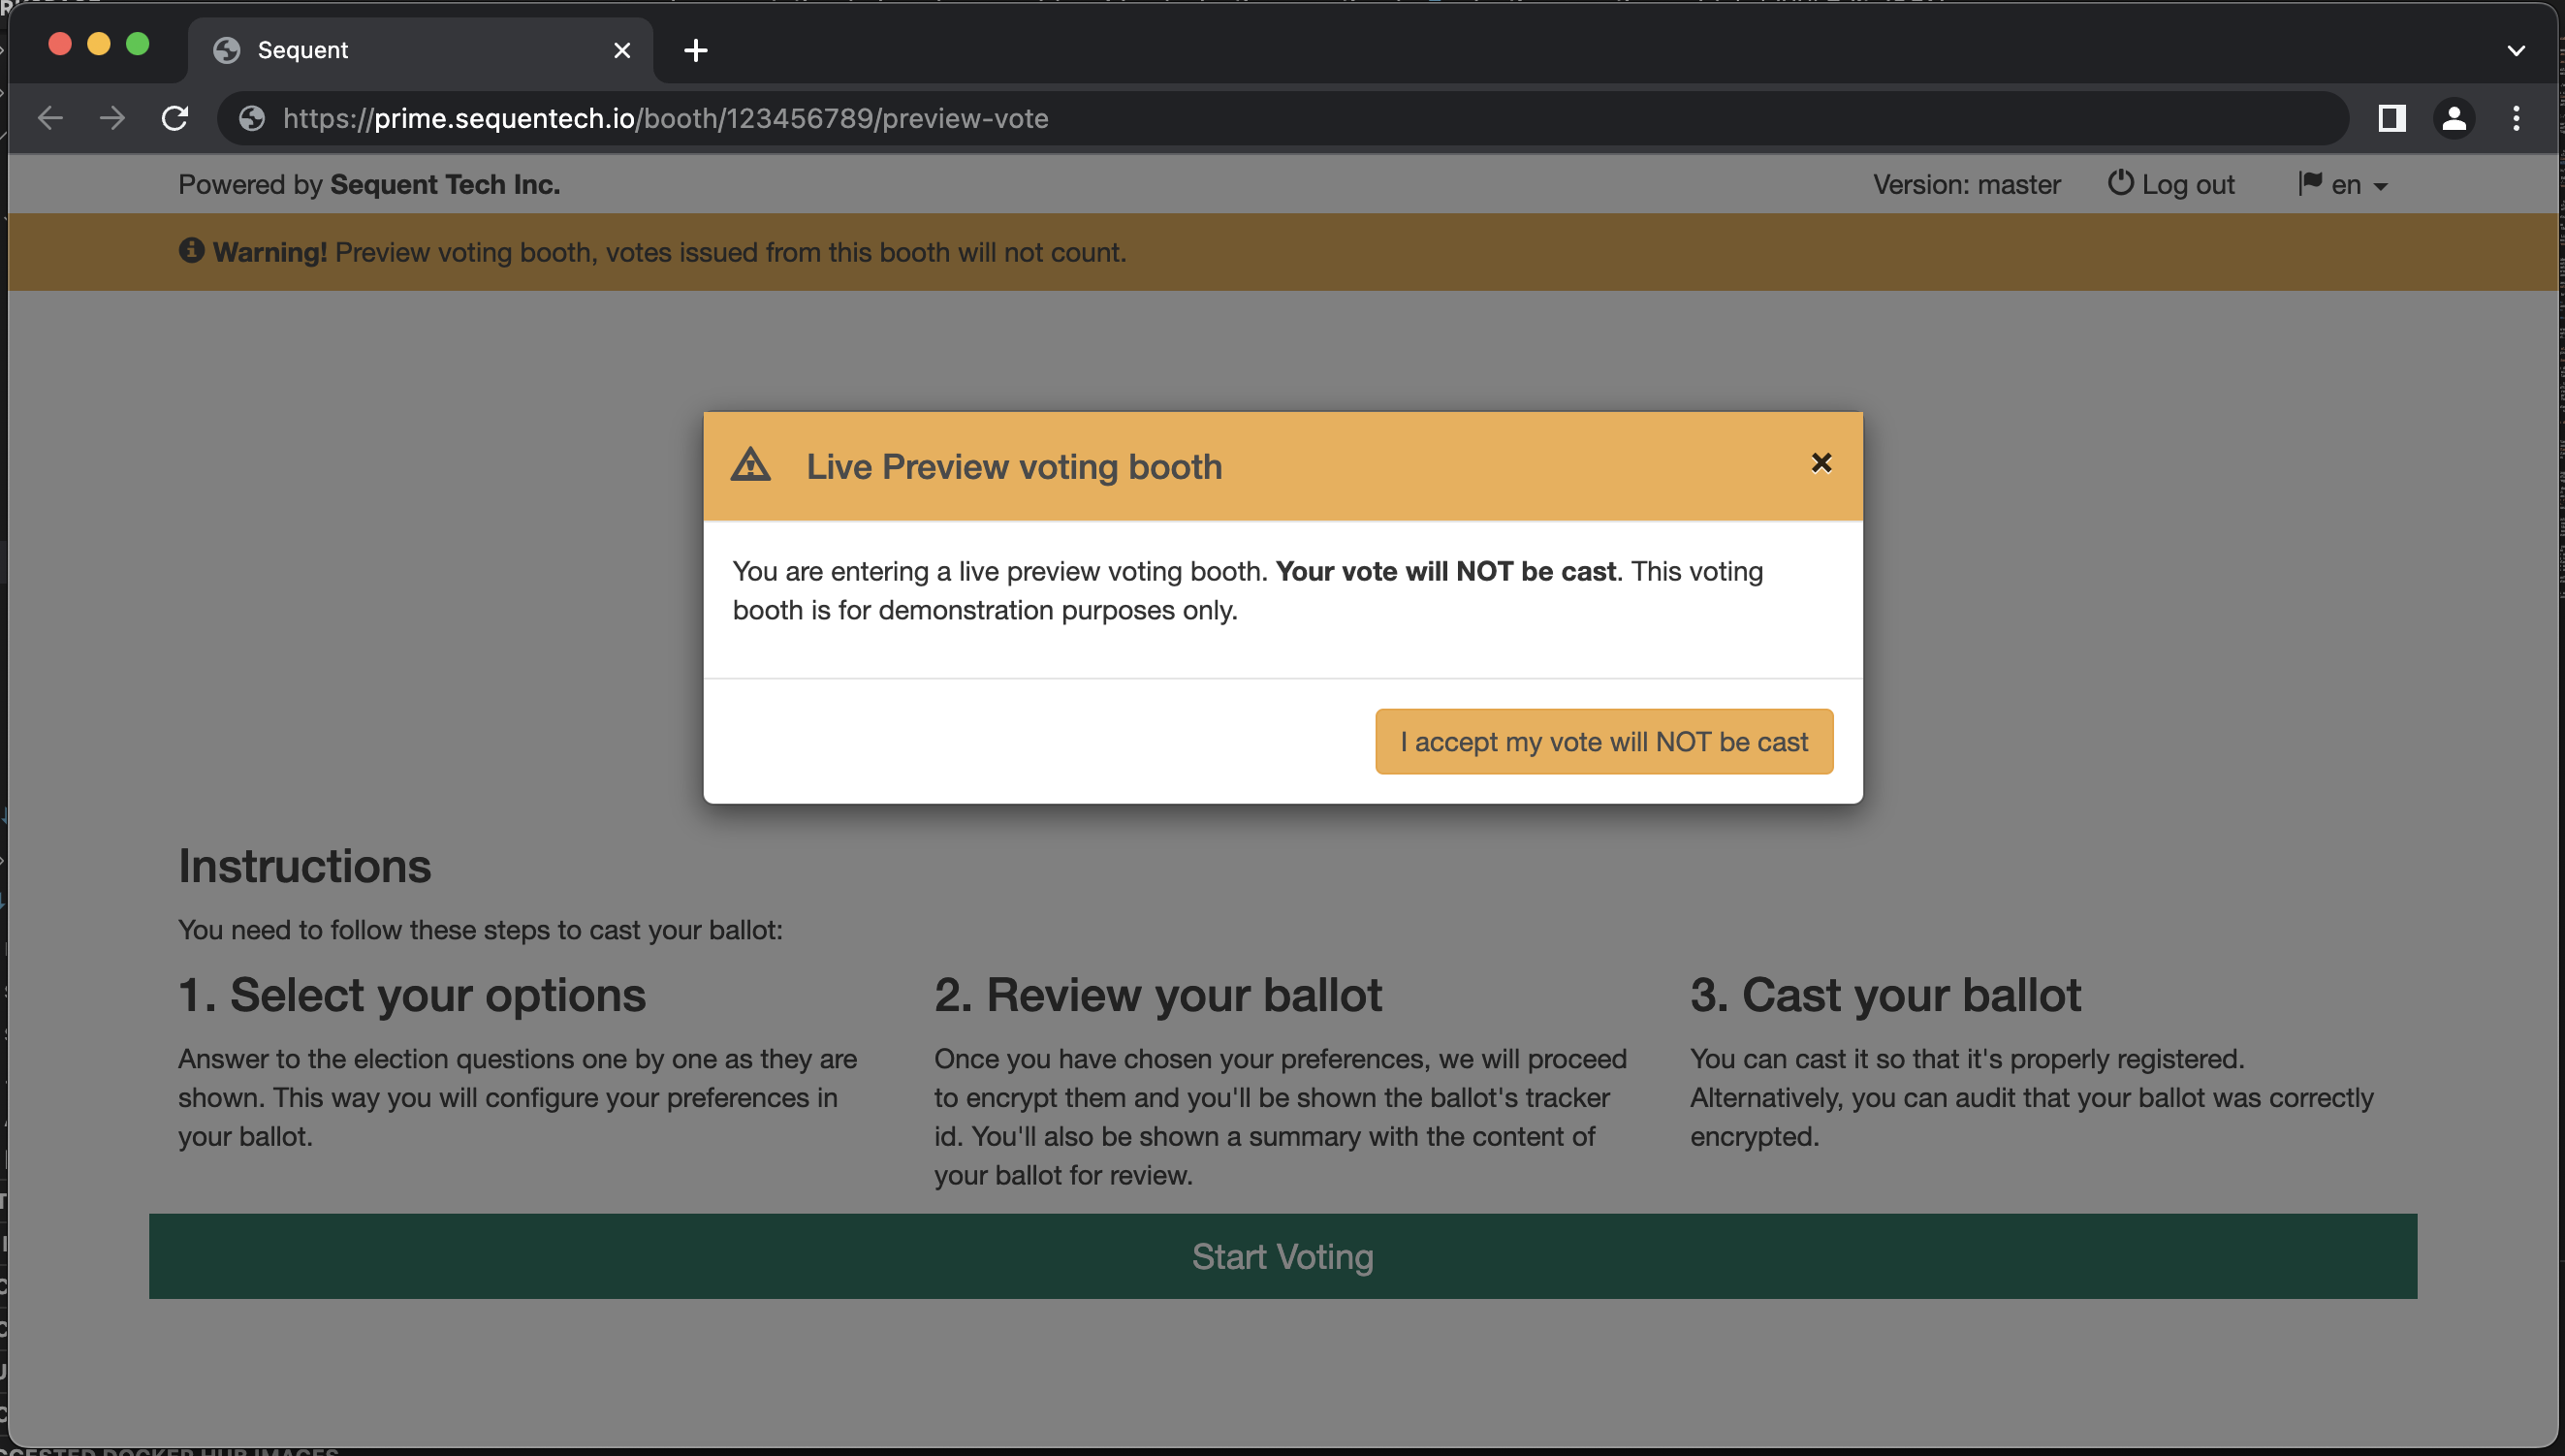 Sequent
https://prime.sequentech.io/booth/123456789/preview-vote
Powered by Sequent Tech Inc.
Version: master
Log out
en
Warning! Preview voting booth, votes issued from this booth will not count.
Live Preview voting booth
You are entering a live preview voting booth. Your vote will NOT be cast. This voting
booth is for demonstration purposes only.
I accept my vote will NOT be cast
Instructions
You need to follow these steps to cast your ballot:
1. Select your options
Answer to the election questions one by one as they are
shown. This way you will configure your preferences in
your ballot.
2. Review your ballot
Once you have chosen your preferences, we will proceed
to encrypt them and you'll be shown the ballot's tracker
id. You'll also be shown a summary with the content of
your ballot for review.
3. Cast your ballot
You can cast it so that it's properly registered.
Alternatively, you can audit that your ballot was correctly
encrypted.
Start Voting